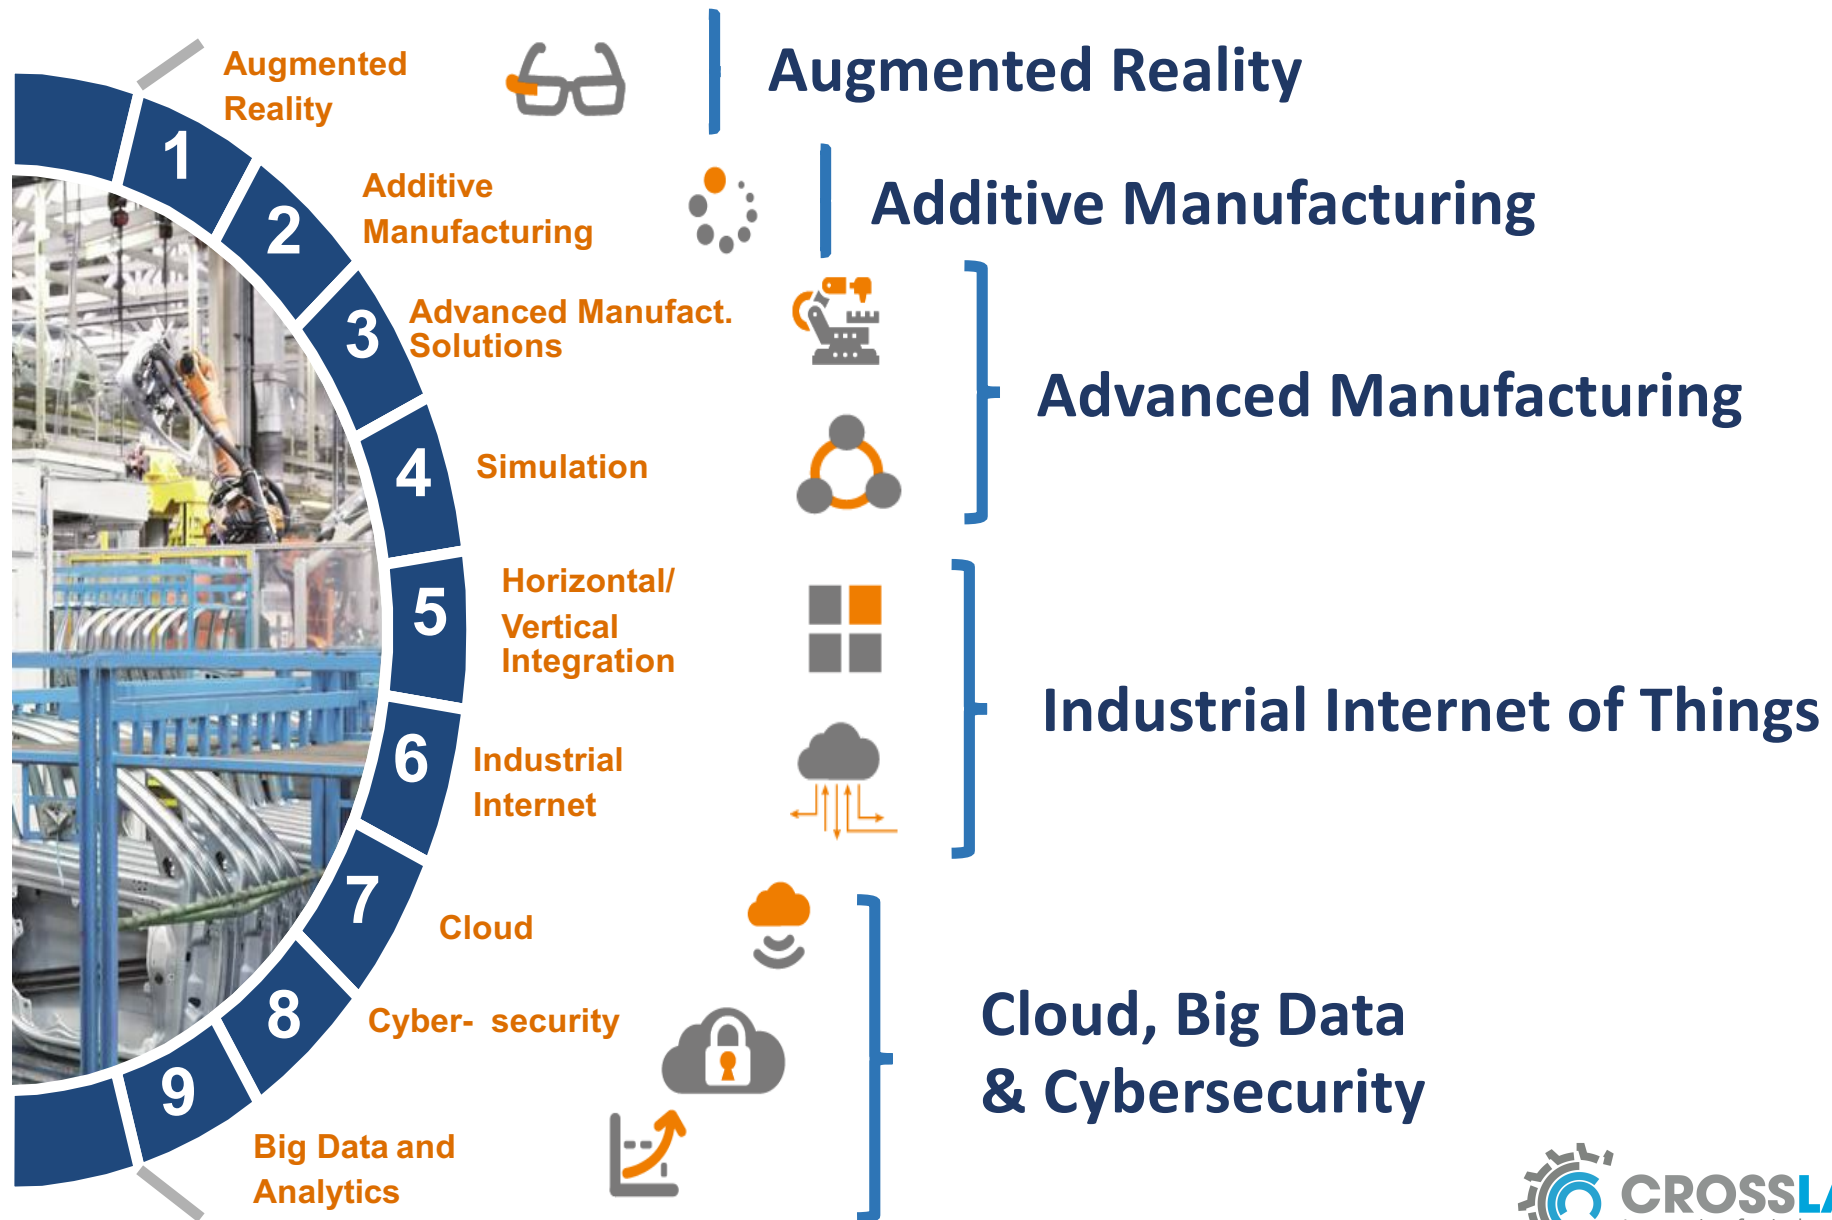 Augmented
Reality
Augmented Reality
1
Additive
Manufacturing
Additive Manufacturing
2
Advanced Manufact.
Solutions
3
Advanced Manufacturing
Simulation
4
Horizontal/
Vertical
Integration
5
Industrial Internet of Things
Industrial
Internet
6
7
Cloud
8
Cyber- security
Cloud, Big Data
& Cybersecurity
9
Big Data and
Analytics
CROSSLA